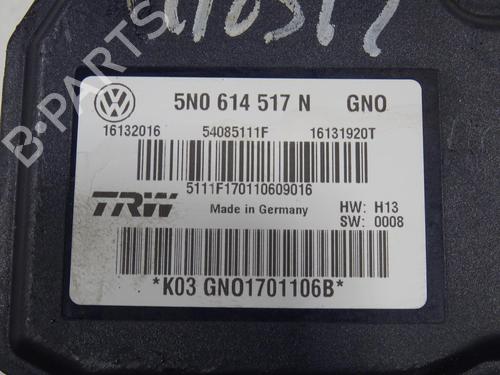 B-PARTS
5N0 614 517 N GNO
16132016 54085111F 16131920T
5111F170110609016
TRW Made in Germany HW: H13
SW: 0008
*K03 GNO1701106B*